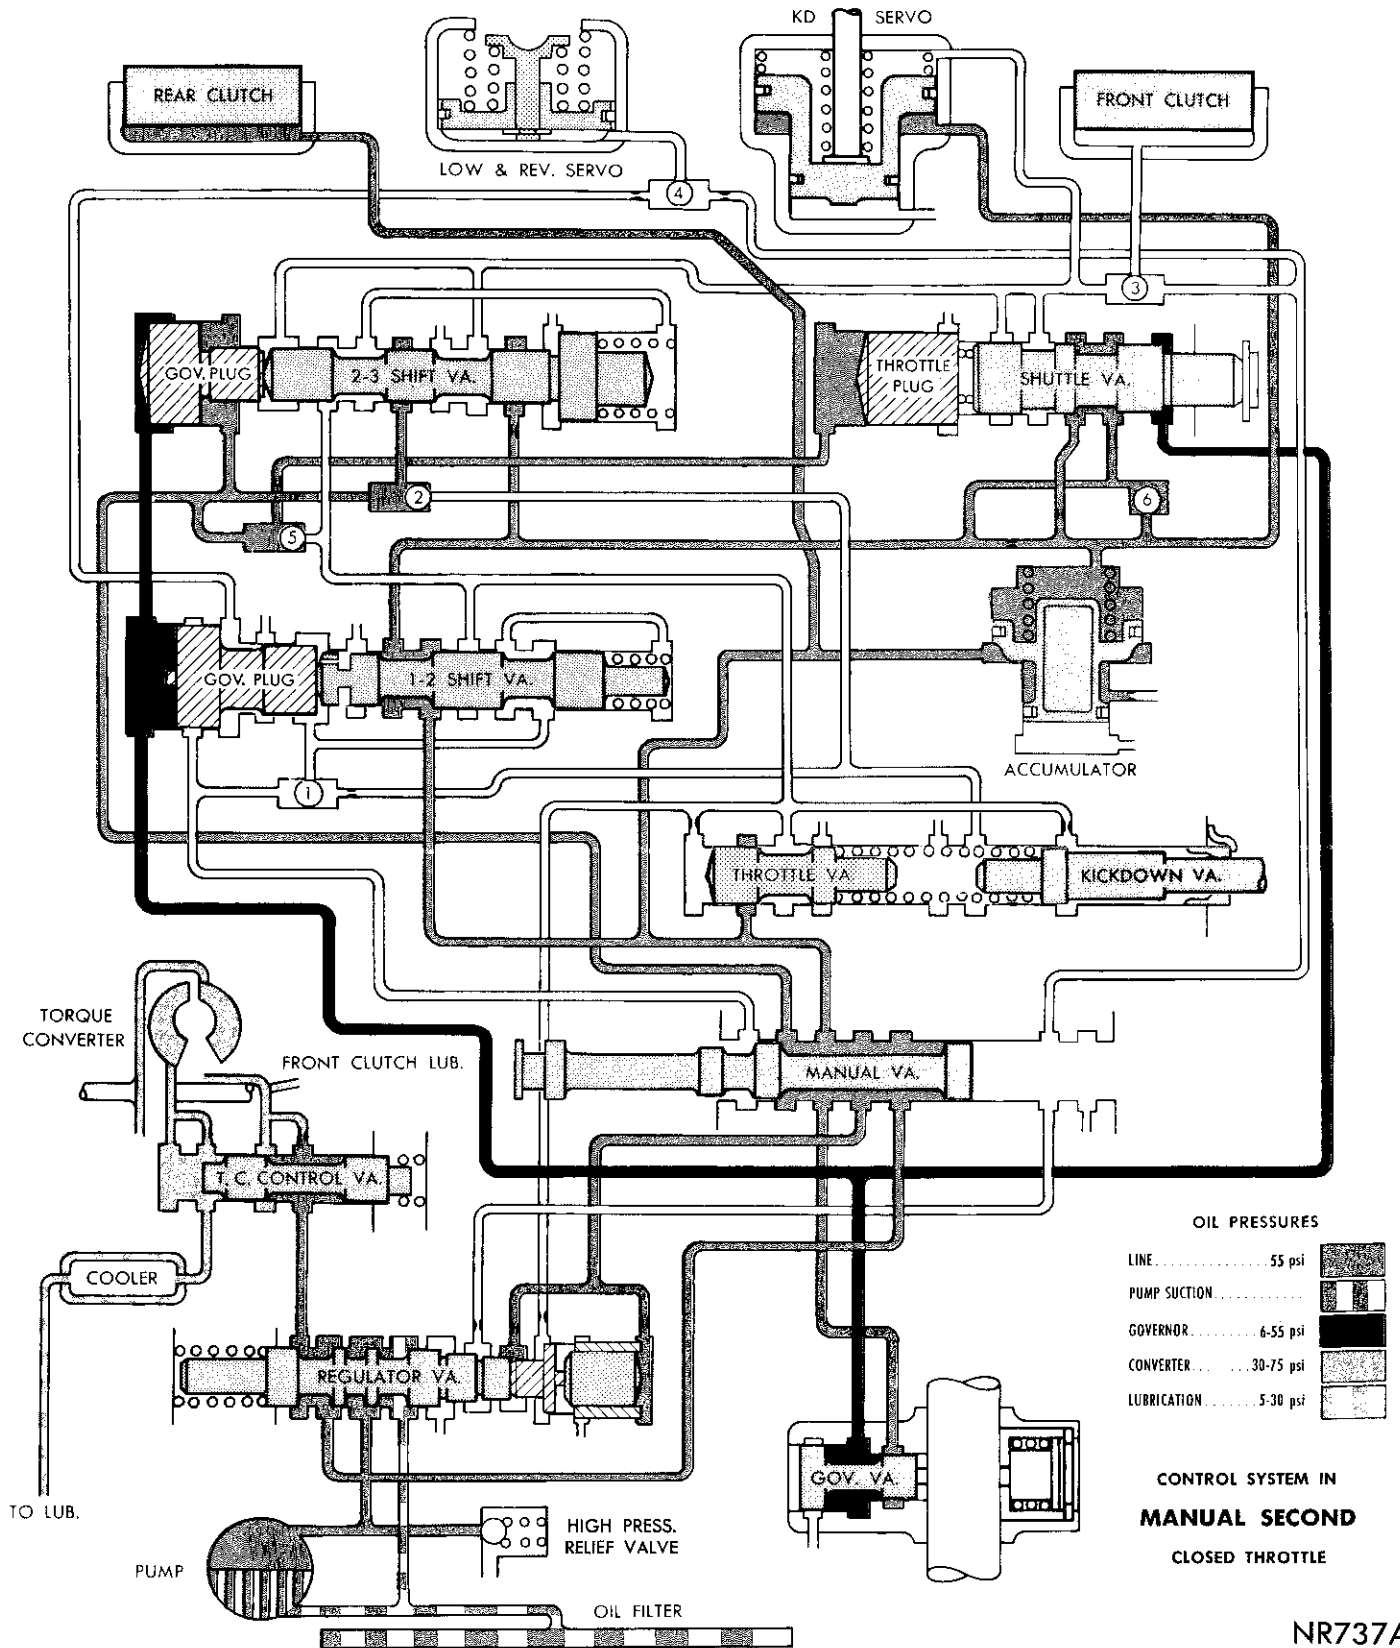 KD SERVO
REAR CLUTCH
FRONT CLUTCH
LOW & REV. SERVO
4
3
GOV. PLUG
2-3 SHIFT VA.
THROTTLE
PLUG
SHUTTLE VA.
2
6
5
GOV. PLUG
1-2 SHIFT VA.
ACCUMULATOR
1
THROTTLE VA.
KICKDOWN VA.
TORQUE
CONVERTER
FRONT CLUTCH LUB.
MANUAL VA.
T. C. CONTROL VA.
COOLER
OIL PRESSURES
LINE 55 psi
PUMP SUCTION
GOVERNOR 6-55 psi
CONVERTER 30-75 psi
LUBRICATION 5-30 psi
REGULATOR VA.
GOV. VA.
TO LUB.
HIGH PRESS.
RELIEF VALVE
PUMP
OIL FILTER
CONTROL SYSTEM IN
MANUAL SECOND
CLOSED THROTTLE
NR737A